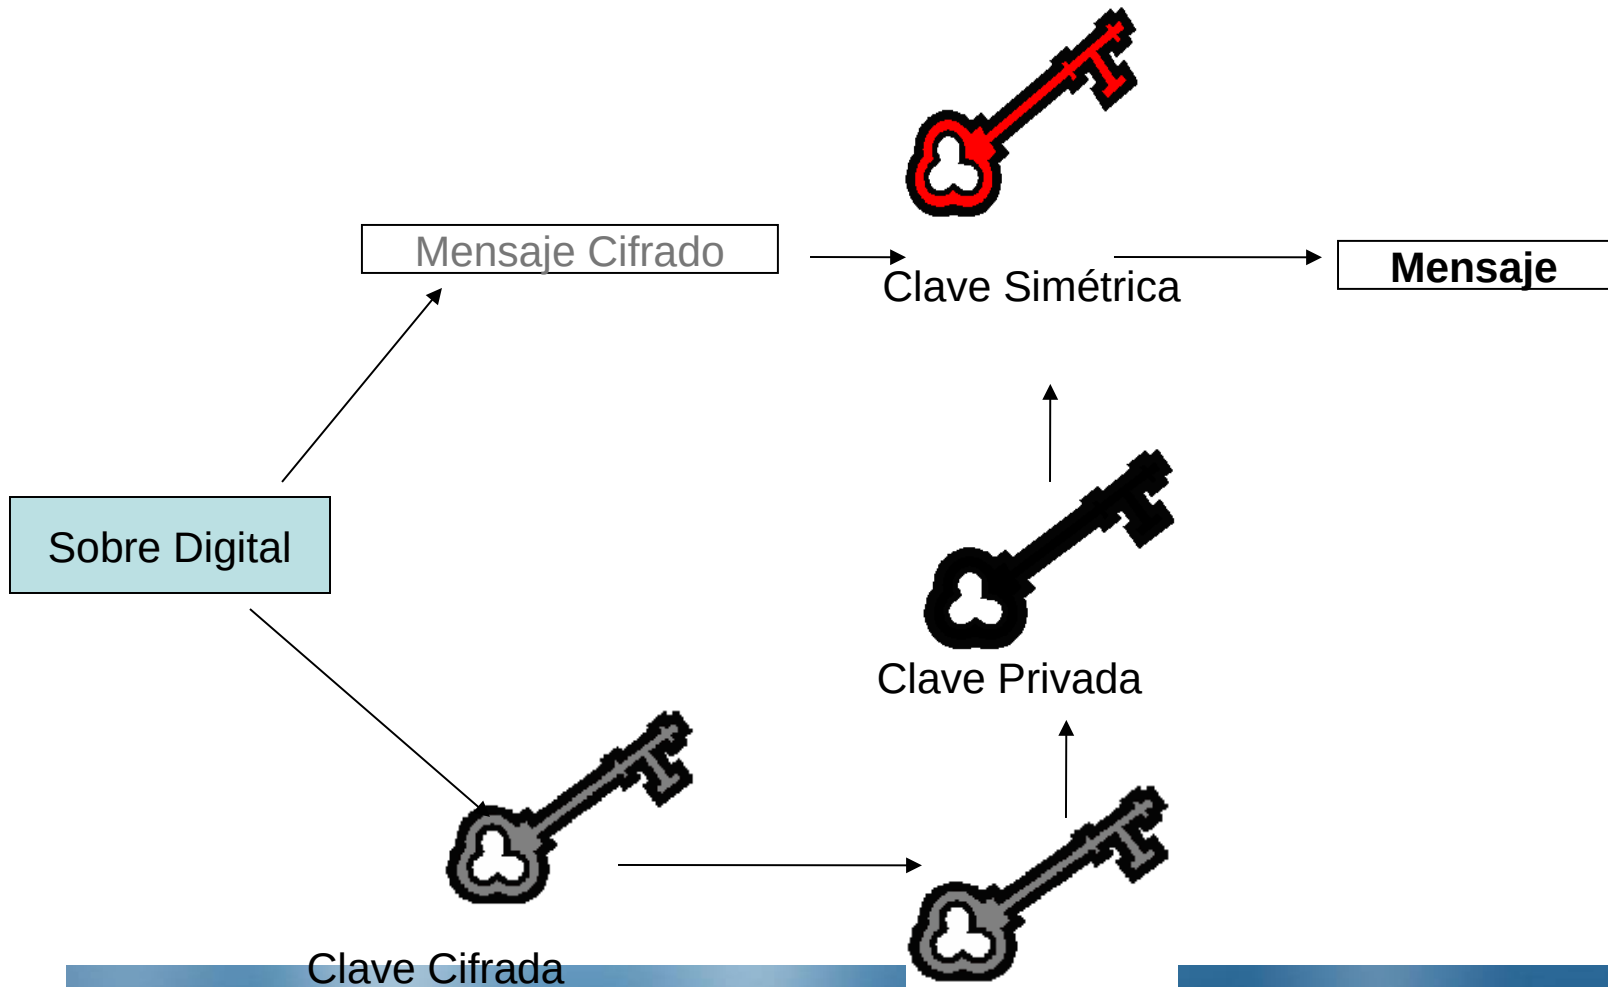 Mensaje Cifrado
Clave Simétrica
Mensaje
Sobre Digital
Clave Privada
Clave Cifrada